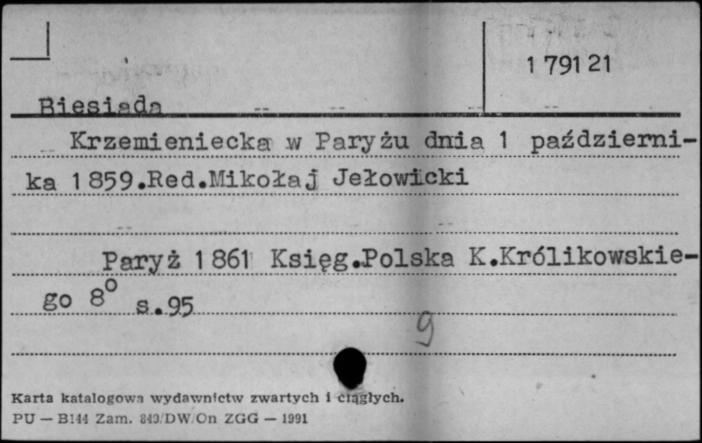 1 791 21
Biesiada
Krzemieniecka w Paryżu dnia 1 październi-
ka 1859.Red.Mikołaj Jełowicki
Paryż 1861 Księg.Polska K.Królikowskie-
go 8⁰ s.95
9
Karta katalogowa wydawnictw zwartych i ciągłych.
PU — B144 Zam. 843/DW/On ZGG — 1991